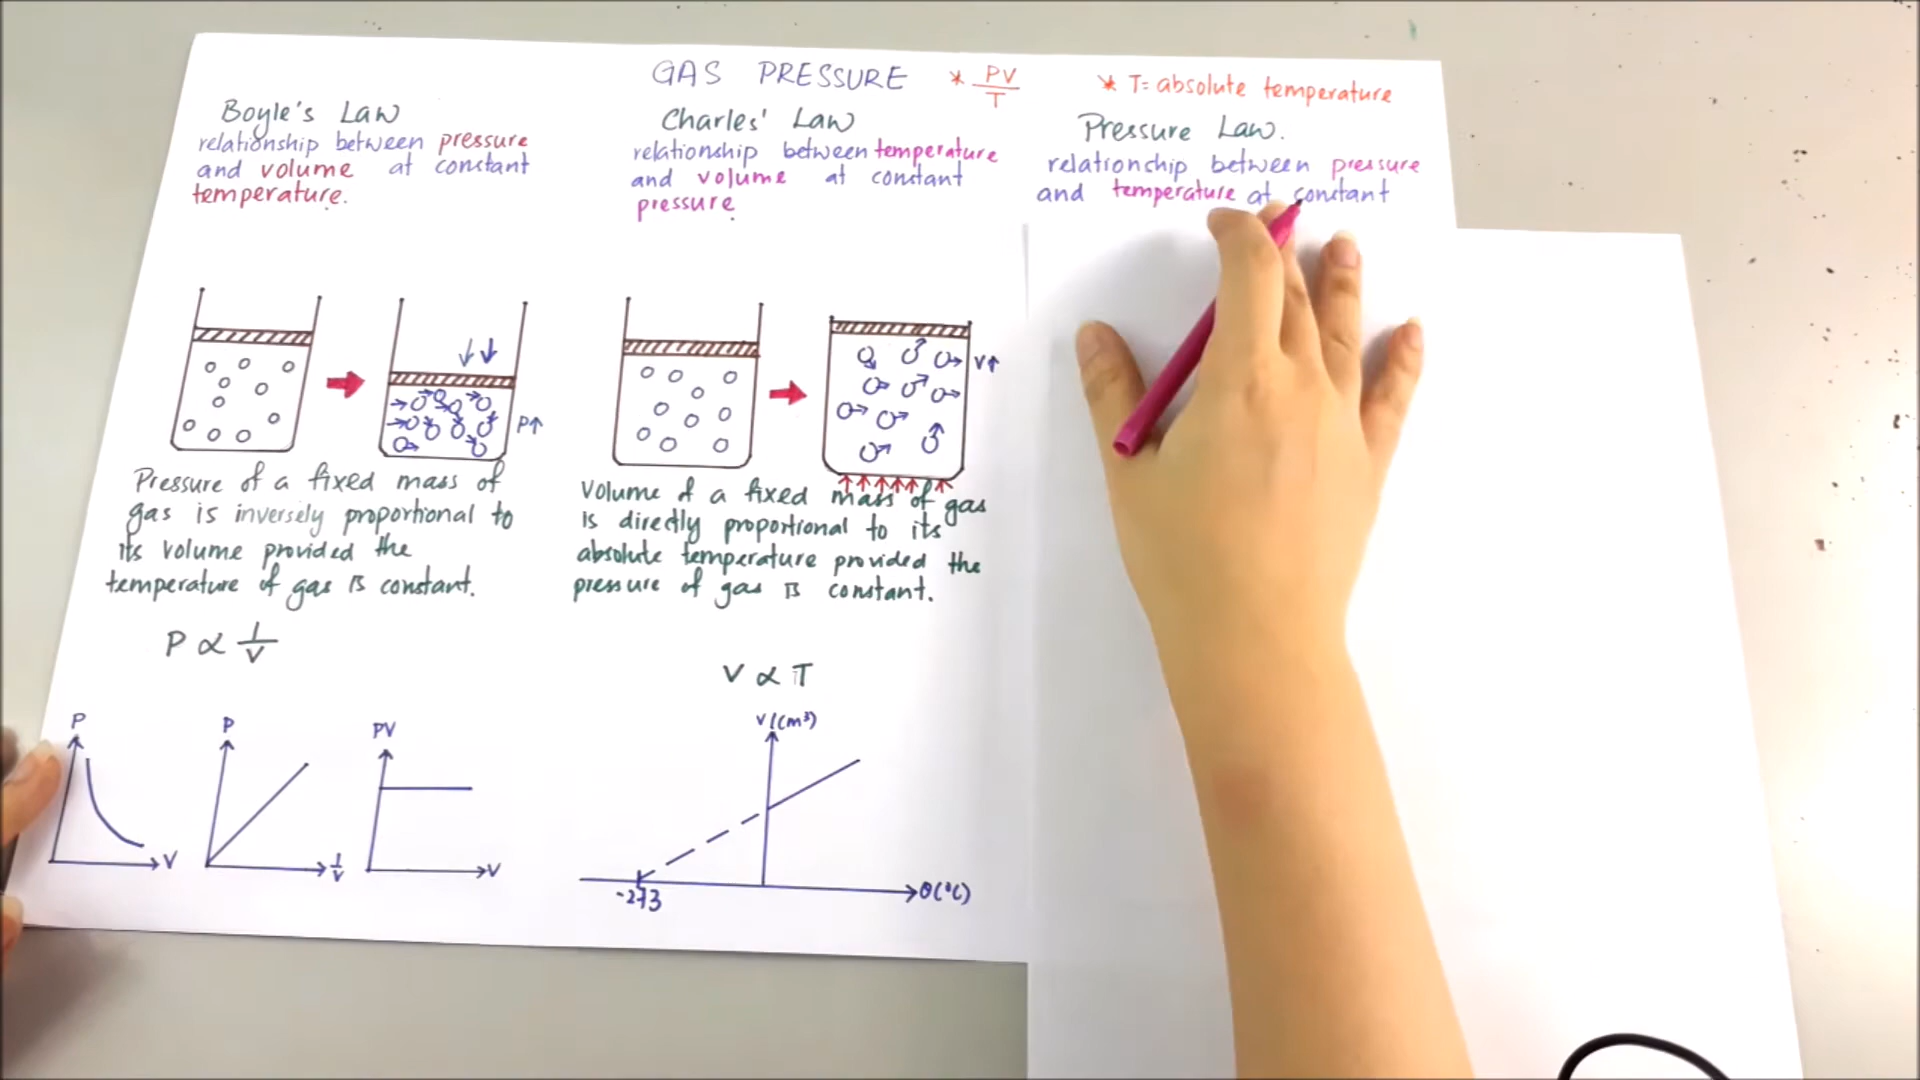 GAS PRESSURE
* PV
T
* T= absolute temperature
Boyle's Law
relationship between pressure
and volume at constant
temperature.
P↑
Pressure of a fixed mass of
gas is inversely proportional to
its volume provided the
temperature of gas is constant.
P ∝ 1/V
P
V
P
1/V
PV
V
Charles' Law
relationship between temperature
and volume at constant
pressure.
V↑
Volume of a fixed mass of gas
is directly proportional to its
absolute temperature provided the
pressure of gas is constant.
V ∝ T
V/(m³)
-273
θ(°C)
Pressure Law.
relationship between pressure
and temperature at constant